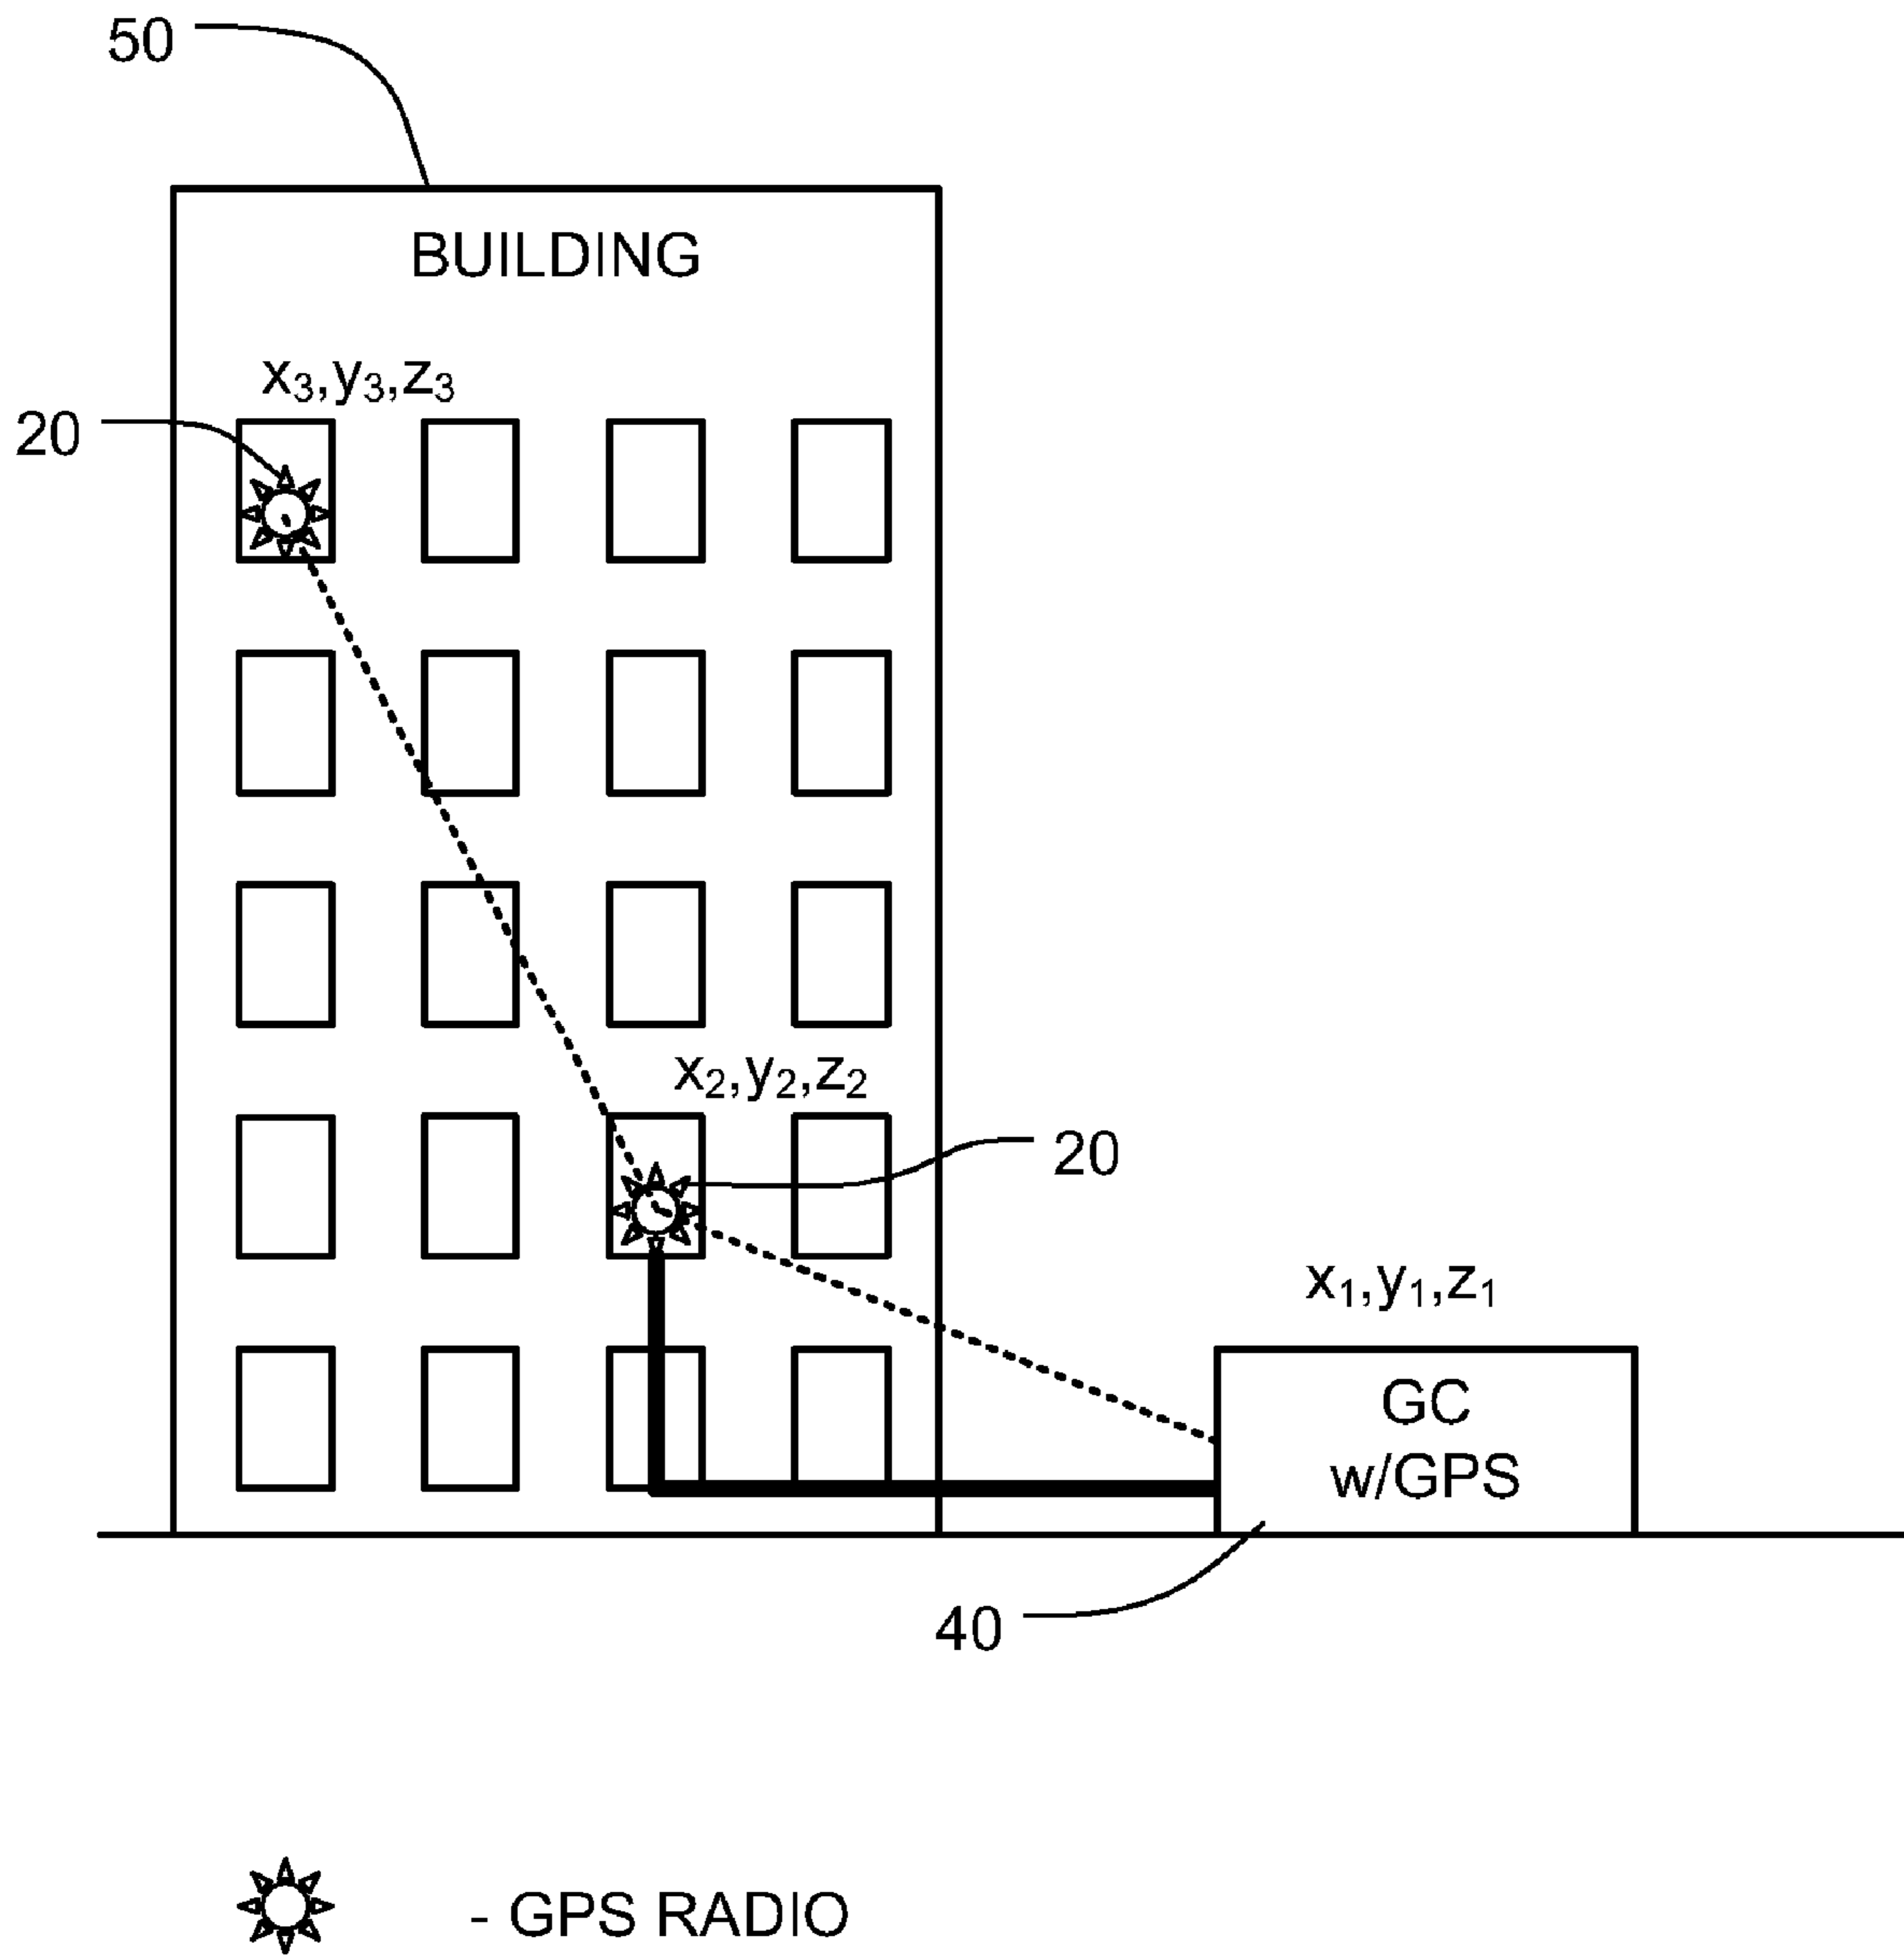 50
BUILDING
x₃,y₃,z₃
20
x₂,y₂,z₂
20
x₁,y₁,z₁
GC
w/GPS
40
- GPS RADIO